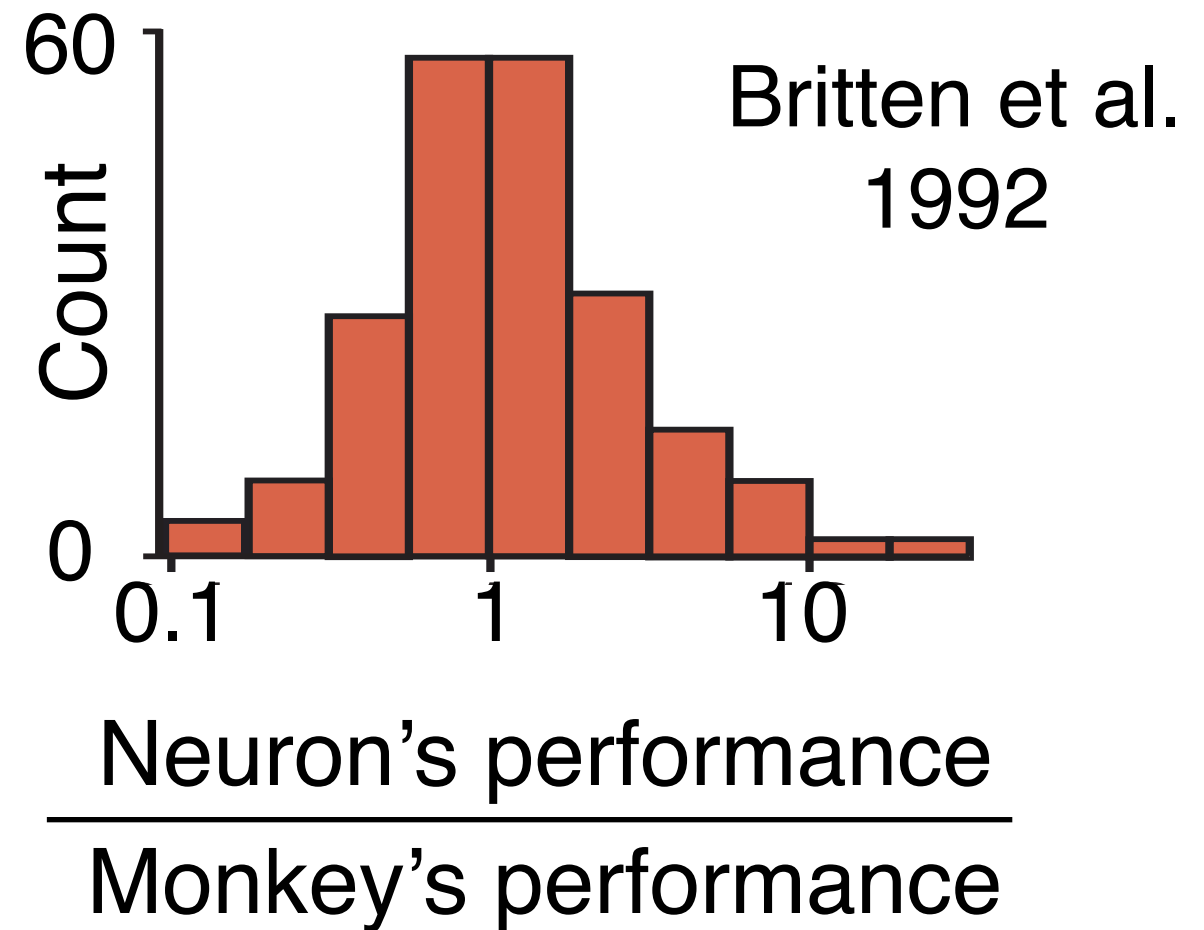 60
Britten et al.
1992
Count
0
0.1 1 10
Neuron’s performance
Monkey’s performance